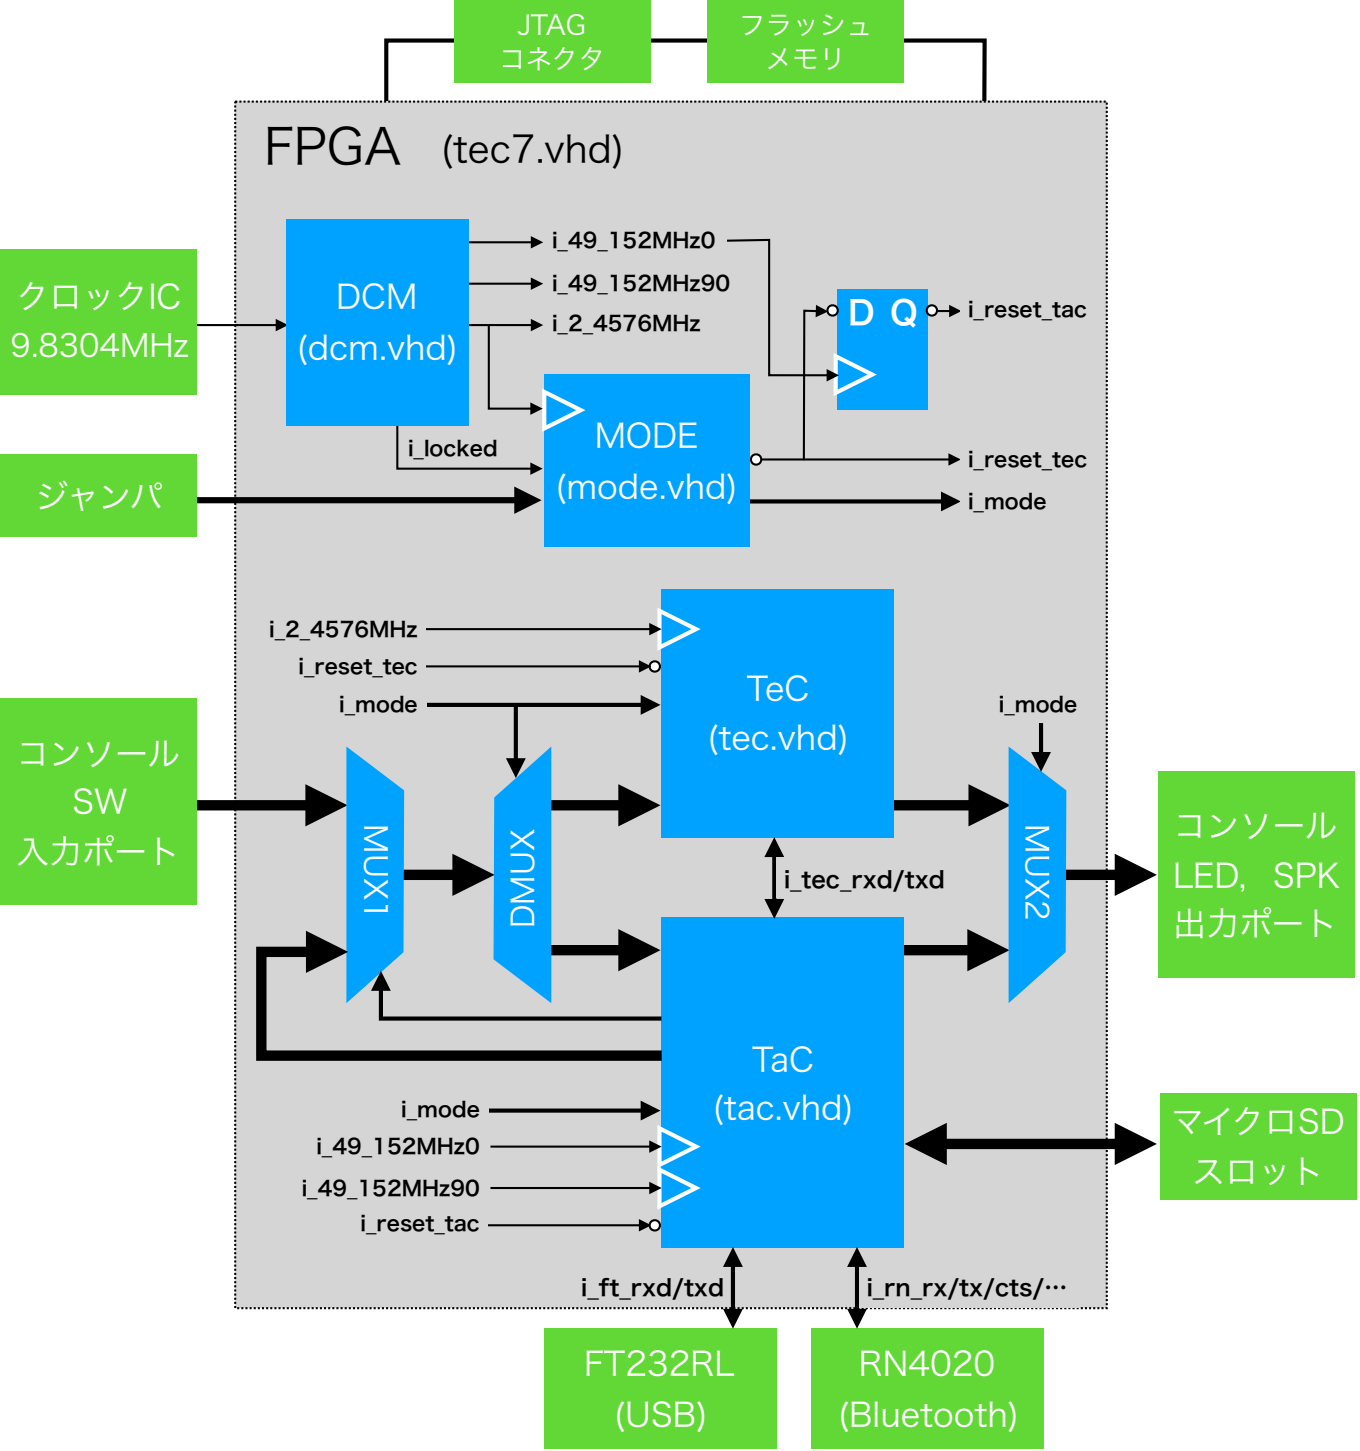 JTAG
コネクタ
フラッシュ
メモリ
FPGA (tec7.vhd)
クロックIC
9.8304MHz
DCM
(dcm.vhd)
i_49_152MHz0
i_49_152MHz90
i_2_4576MHz
D Q
i_reset_tac
i_locked
MODE
(mode.vhd)
i_reset_tec
i_mode
ジャンパ
i_2_4576MHz
i_reset_tec
i_mode
TeC
(tec.vhd)
i_mode
コンソール
SW
入力ポート
MUX1
DMUX
MUX2
i_tec_rxd/txd
コンソール
LED, SPK
出力ポート
TaC
(tac.vhd)
i_mode
i_49_152MHz0
i_49_152MHz90
i_reset_tac
マイクロSD
スロット
i_ft_rxd/txd
i_rn_rx/tx/cts/…
FT232RL
(USB)
RN4020
(Bluetooth)